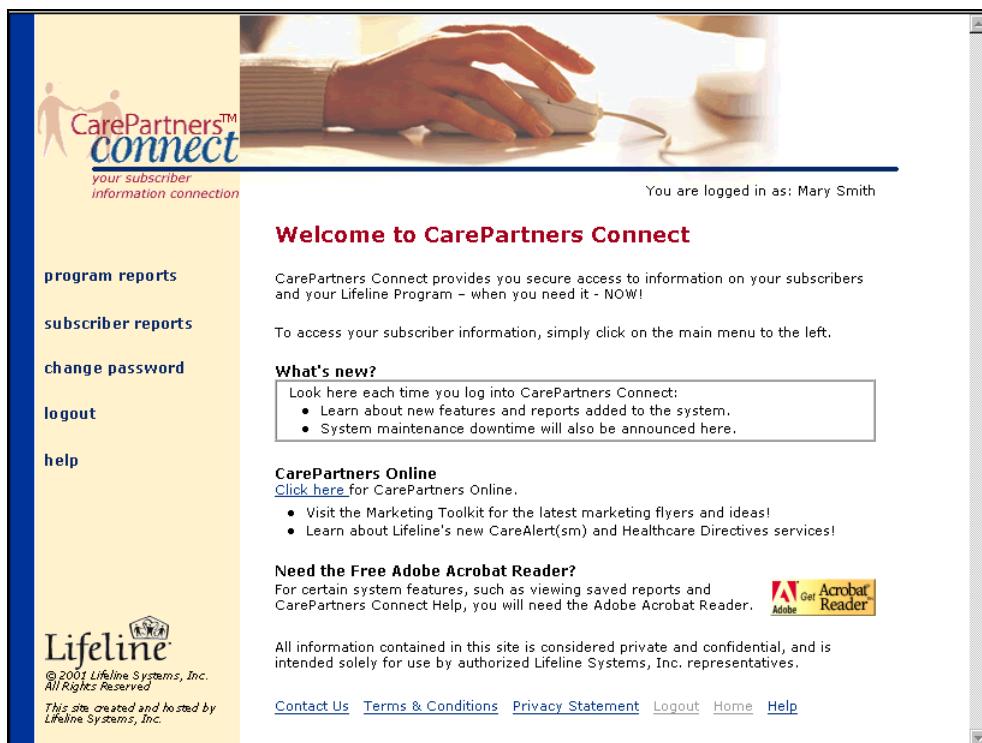 CarePartners™
connect
your subscriber
information connection
You are logged in as: Mary Smith
program reports
subscriber reports
change password
logout
help
Lifeline
© 2001 Lifeline Systems, Inc.
All Rights Reserved
This site created and hosted by
Lifeline Systems, Inc.
Welcome to CarePartners Connect
CarePartners Connect provides you secure access to information on your subscribers
and your Lifeline Program – when you need it - NOW!
To access your subscriber information, simply click on the main menu to the left.
What's new?
Look here each time you log into CarePartners Connect:
• Learn about new features and reports added to the system.
• System maintenance downtime will also be announced here.
CarePartners Online
Click here for CarePartners Online.
• Visit the Marketing Toolkit for the latest marketing flyers and ideas!
• Learn about Lifeline's new CareAlert(sm) and Healthcare Directives services!
Need the Free Adobe Acrobat Reader?
For certain system features, such as viewing saved reports and
CarePartners Connect Help, you will need the Adobe Acrobat Reader.
Adobe
Get Acrobat
Reader
All information contained in this site is considered private and confidential, and is
intended solely for use by authorized Lifeline Systems, Inc. representatives.
Contact Us Terms & Conditions Privacy Statement Logout Home Help